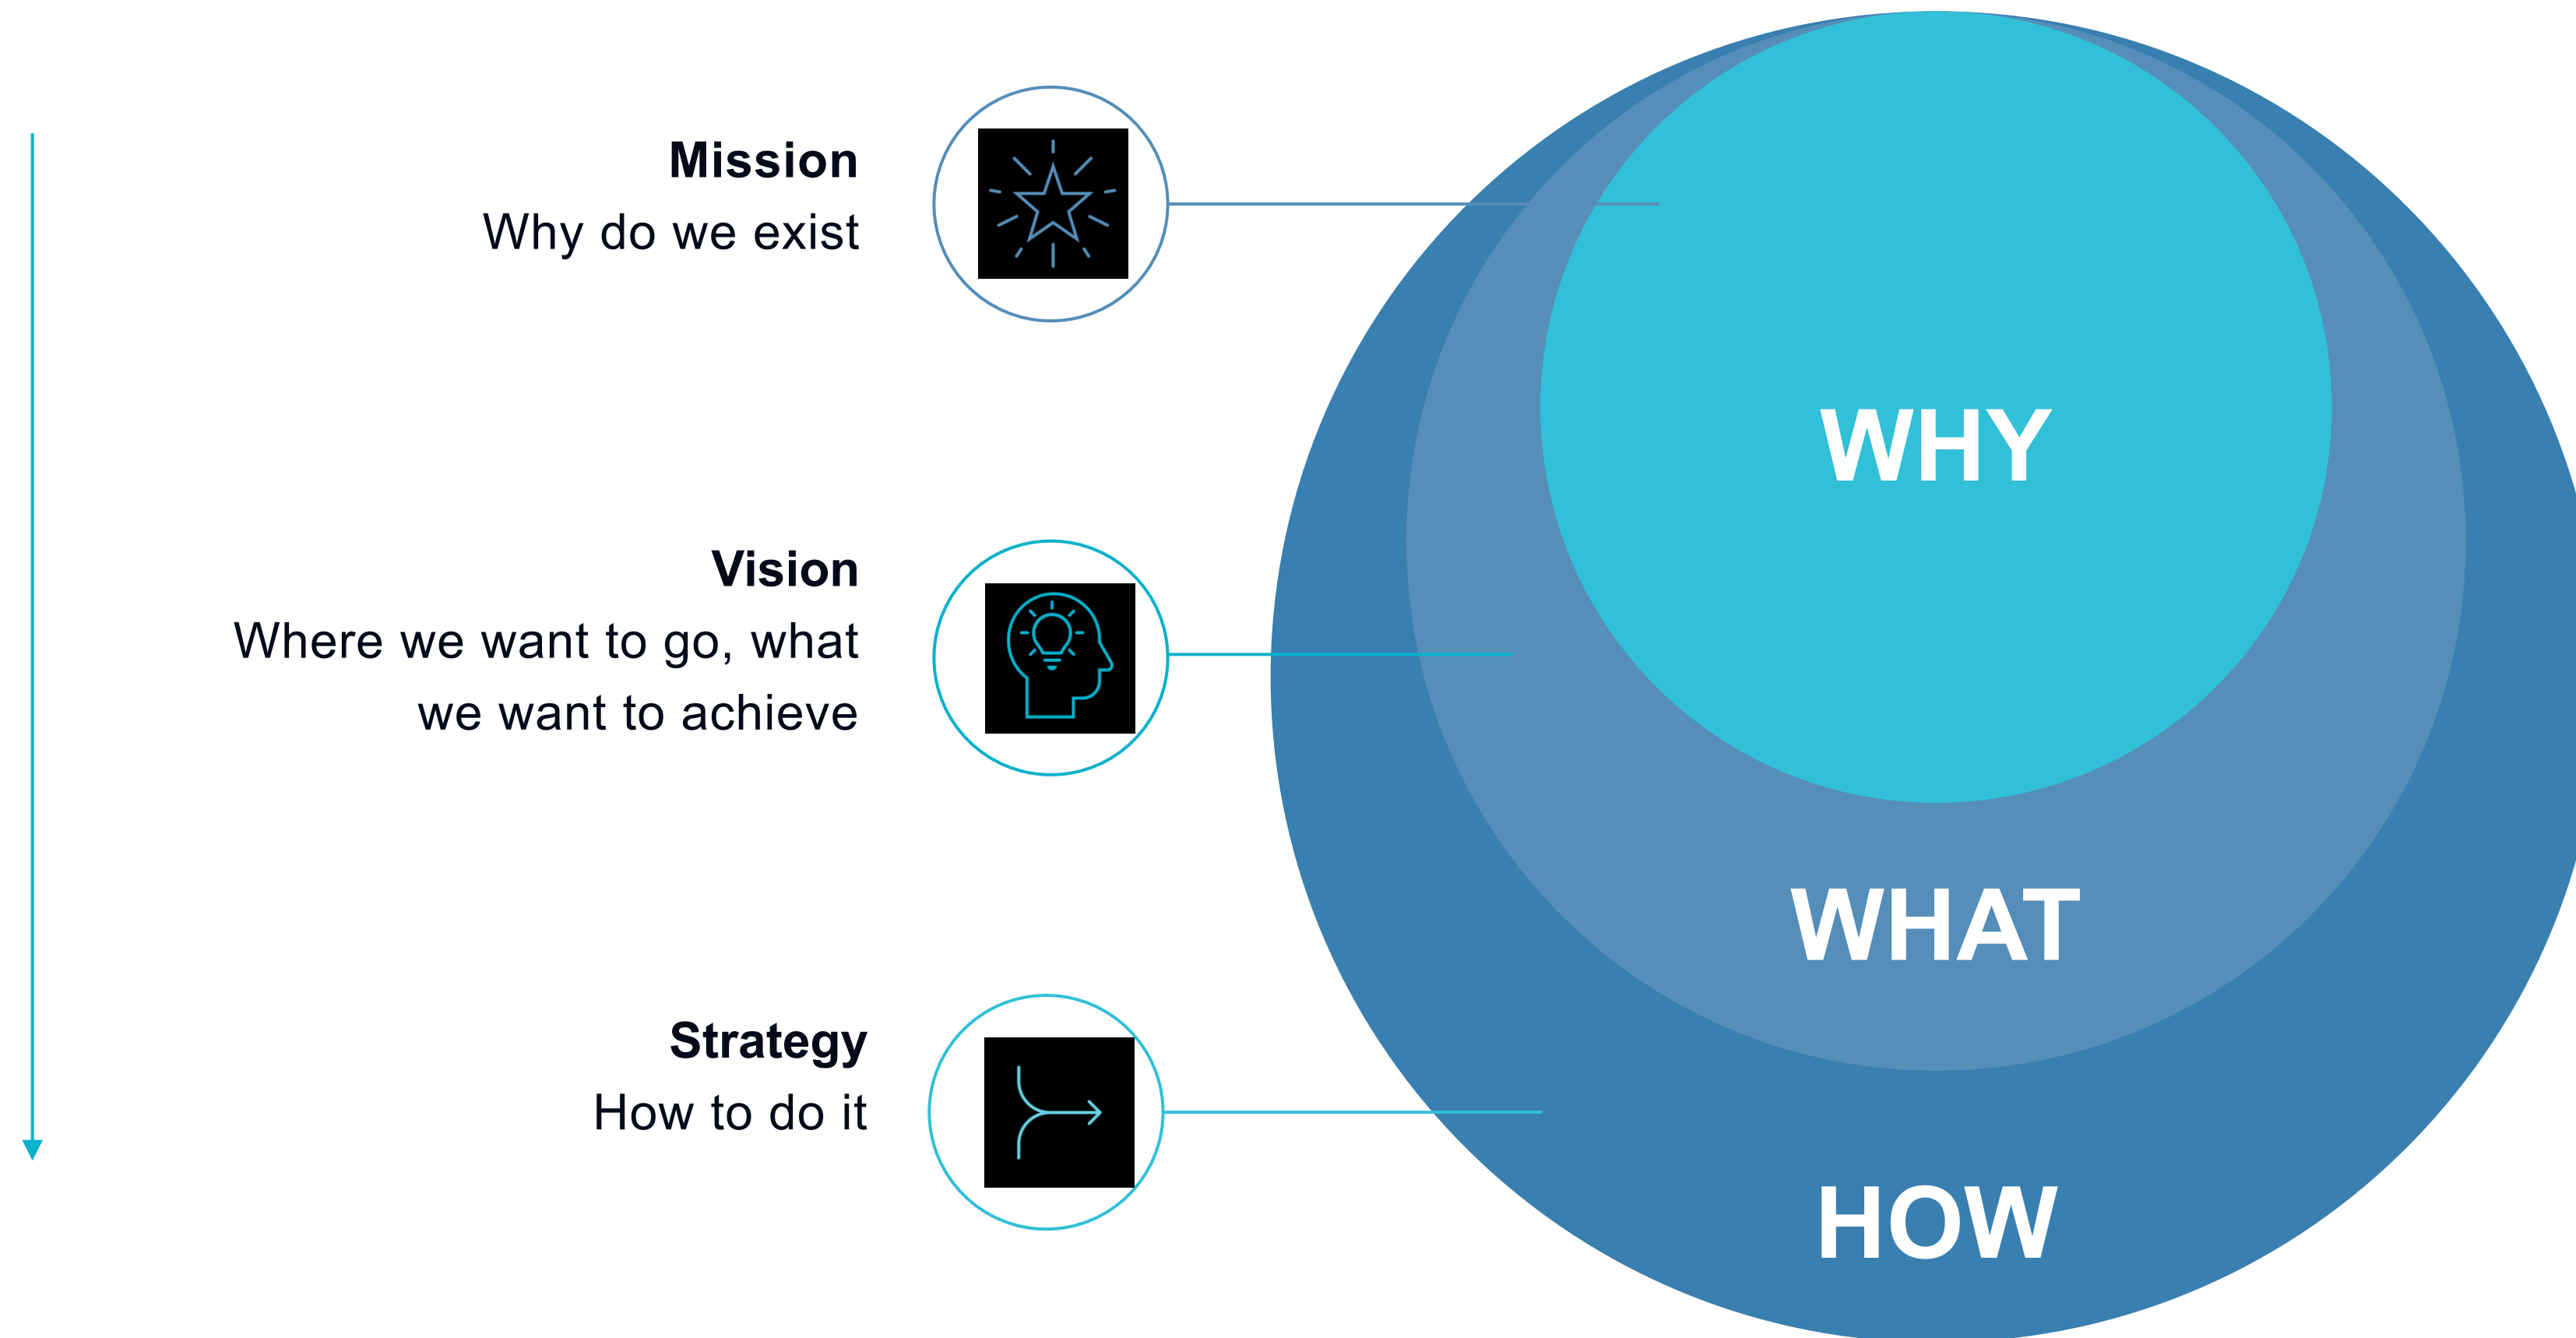 Mission
Why do we exist
Vision
Where we want to go, what
we want to achieve
Strategy
How to do it
WHY
WHAT
HOW